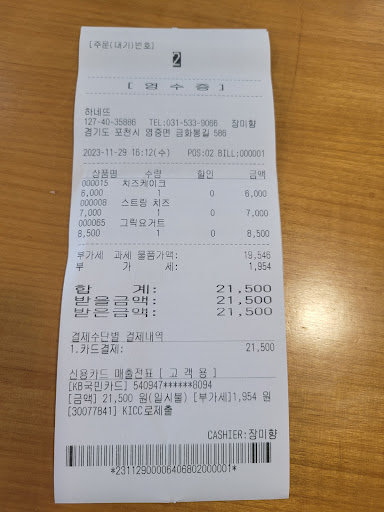 [주문(대기)번호]
2
[ 영 수 증 ]
하네뜨
127-40-35886 TEL:031-533-9066 장미향
경기도 포천시 영중면 금화봉길 586
2023-11-29 16:12(수) POS:02 BILL:000001
상품명 수량 할인 금액
000015 치즈케이크
6,000 1 0 6,000
000008 스트링 치즈
7,000 1 0 7,000
000065 그릭요거트
8,500 1 0 8,500
부가세 과세 물품가액: 19,546
부 가 세: 1,954
합 계: 21,500
받을금액: 21,500
받은금액: 21,500
결제수단별 결제내역
1.카드결제: 21,500
신용카드 매출전표 [ 고 객 용 ]
[KB국민카드] 540947******8094
[금액] 21,500 원(일시불) [부가세]1,954 원
[30077841] KICC로제출
CASHIER:장미향
*23112900006406802000001*